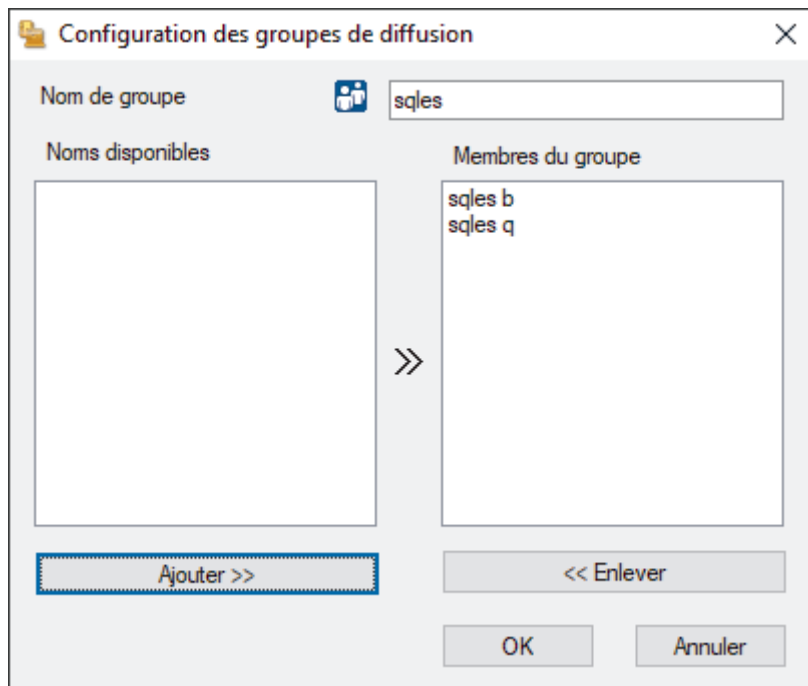 Configuration des groupes de diffusion
Nom de groupe
sqles
Noms disponibles
Membres du groupe
sqles b
sqles q
Ajouter >>
<< Enlever
OK
Annuler